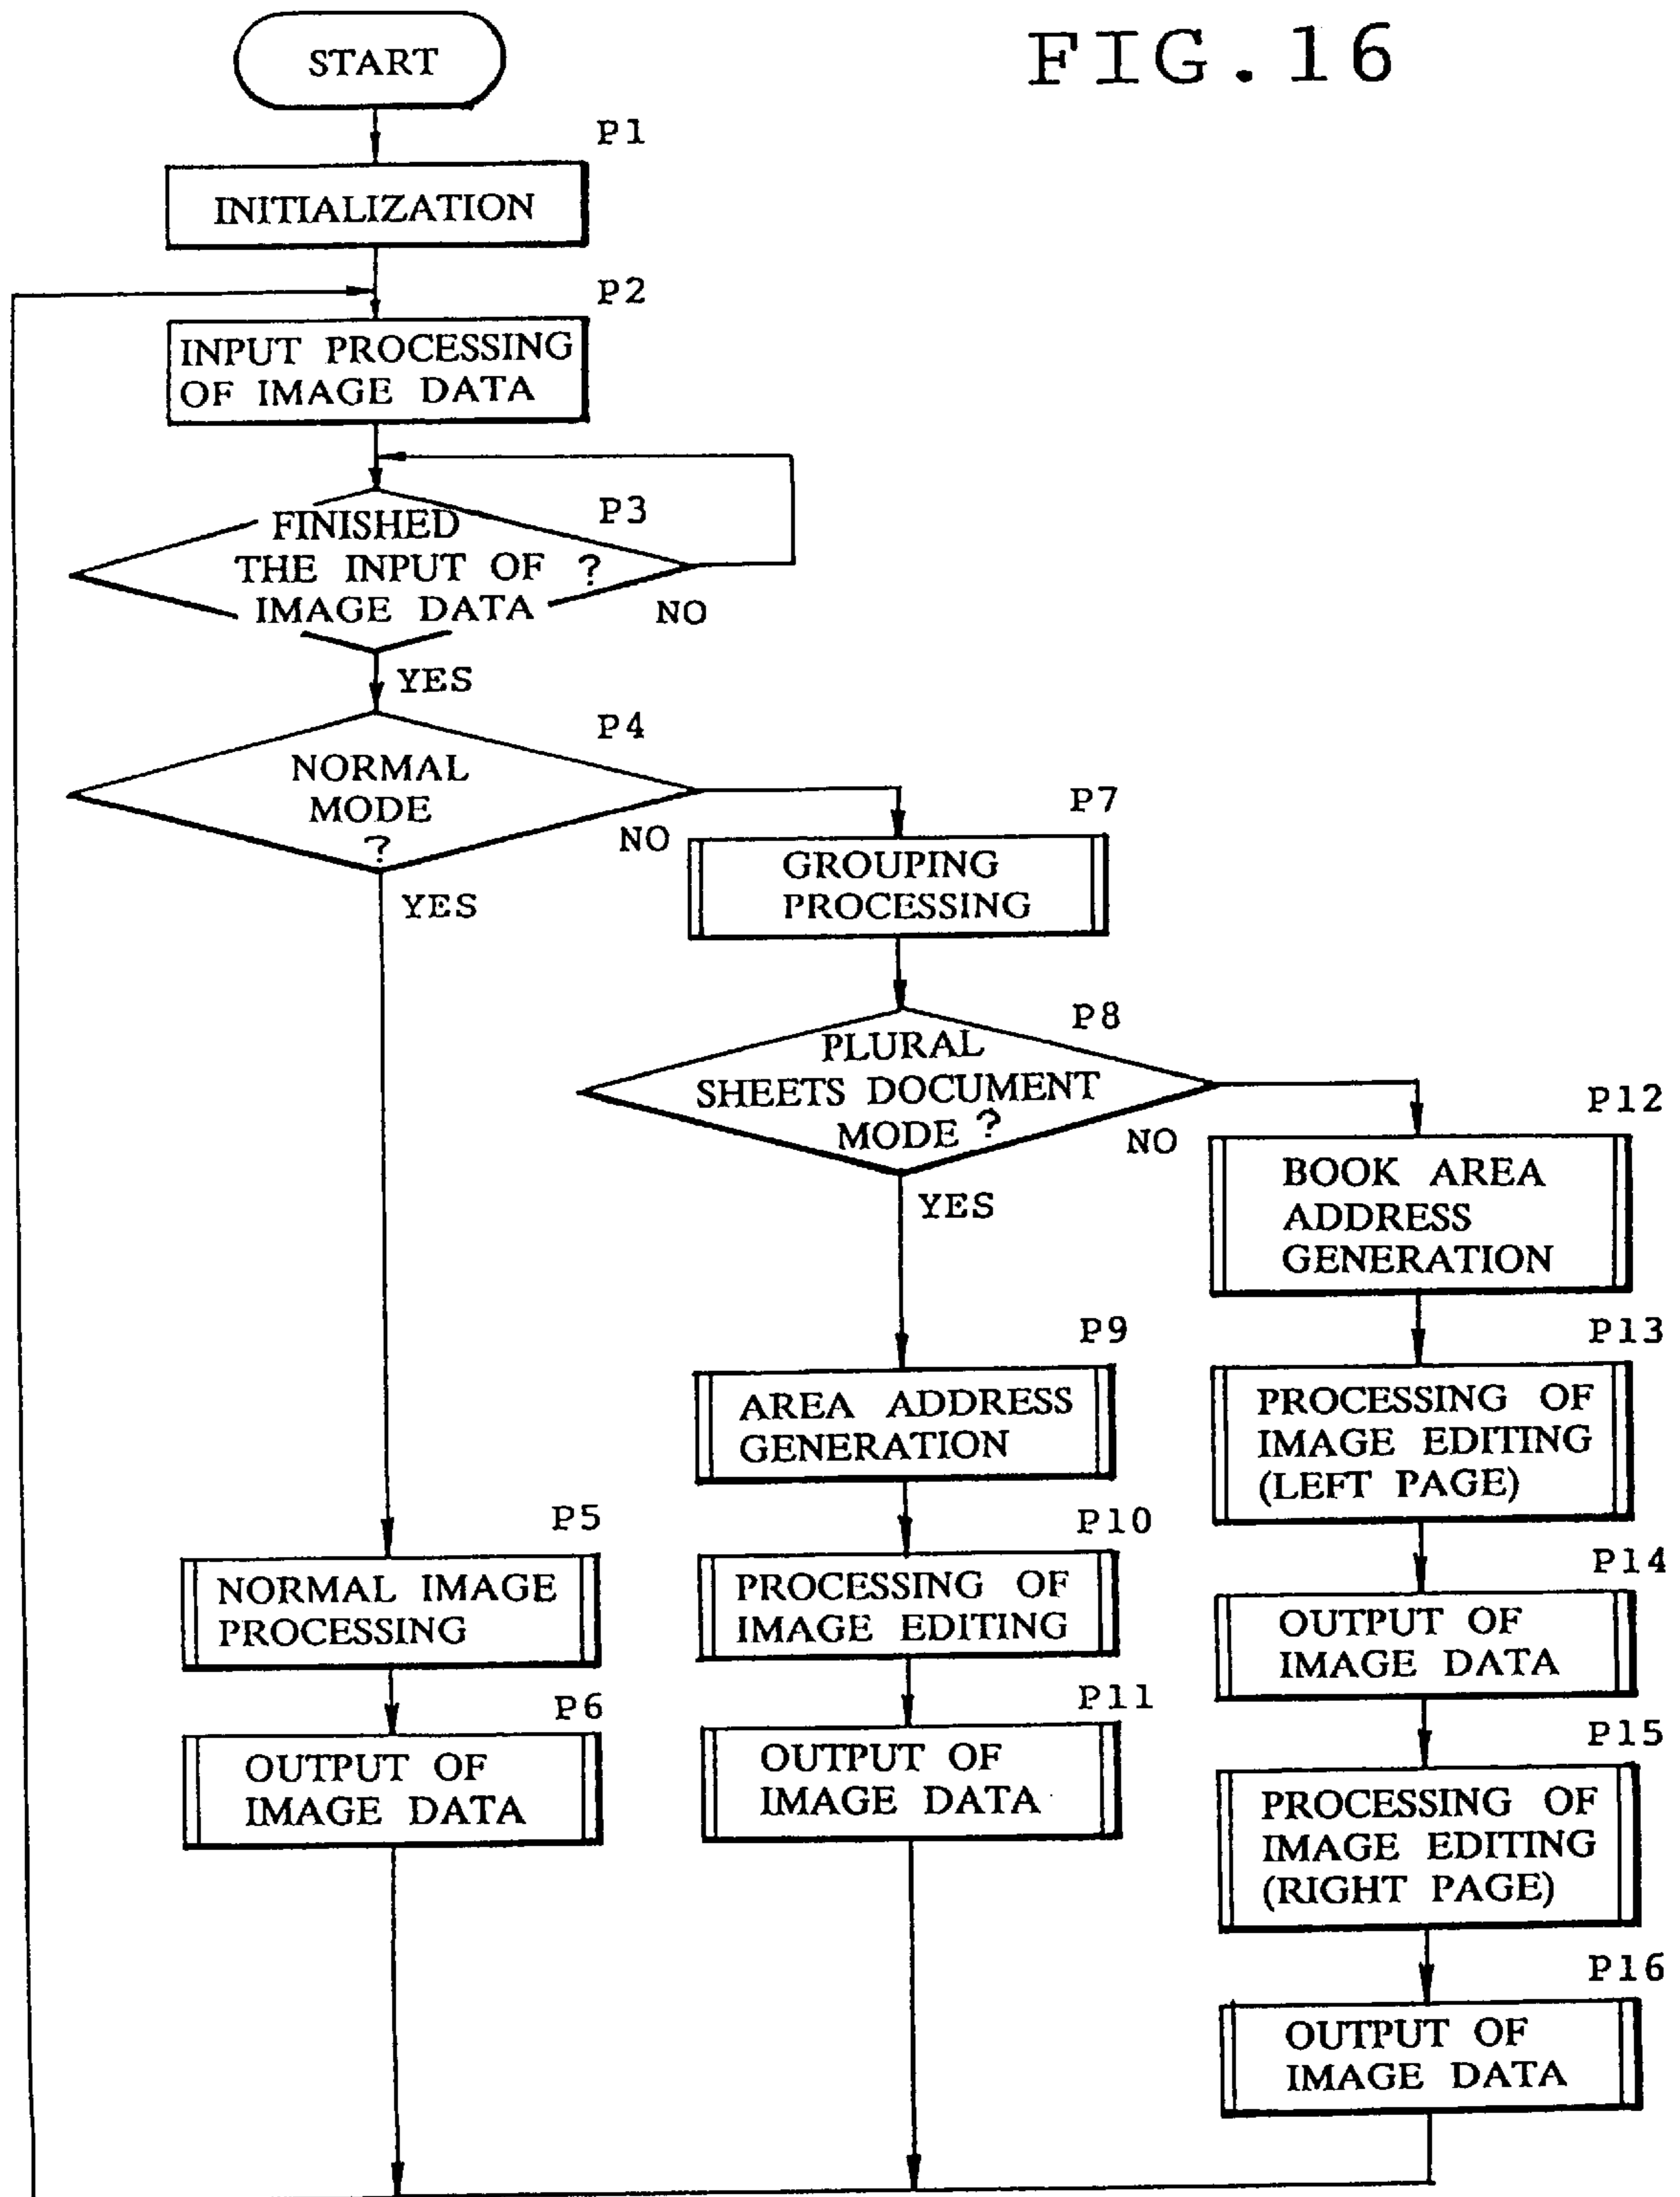 FIG.16
START
P1
INITIALIZATION
P2
INPUT PROCESSING
OF IMAGE DATA
P3
FINISHED
THE INPUT OF ?
IMAGE DATA
NO
YES
P4
NORMAL
MODE
?
NO
YES
P7
GROUPING
PROCESSING
P8
PLURAL
SHEETS DOCUMENT
MODE ?
NO
YES
P12
BOOK AREA
ADDRESS
GENERATION
P9
AREA ADDRESS
GENERATION
P13
PROCESSING OF
IMAGE EDITING
(LEFT PAGE)
P5
NORMAL IMAGE
PROCESSING
P10
PROCESSING OF
IMAGE EDITING
P14
OUTPUT OF
IMAGE DATA
P6
OUTPUT OF
IMAGE DATA
P11
OUTPUT OF
IMAGE DATA
P15
PROCESSING OF
IMAGE EDITING
(RIGHT PAGE)
P16
OUTPUT OF
IMAGE DATA